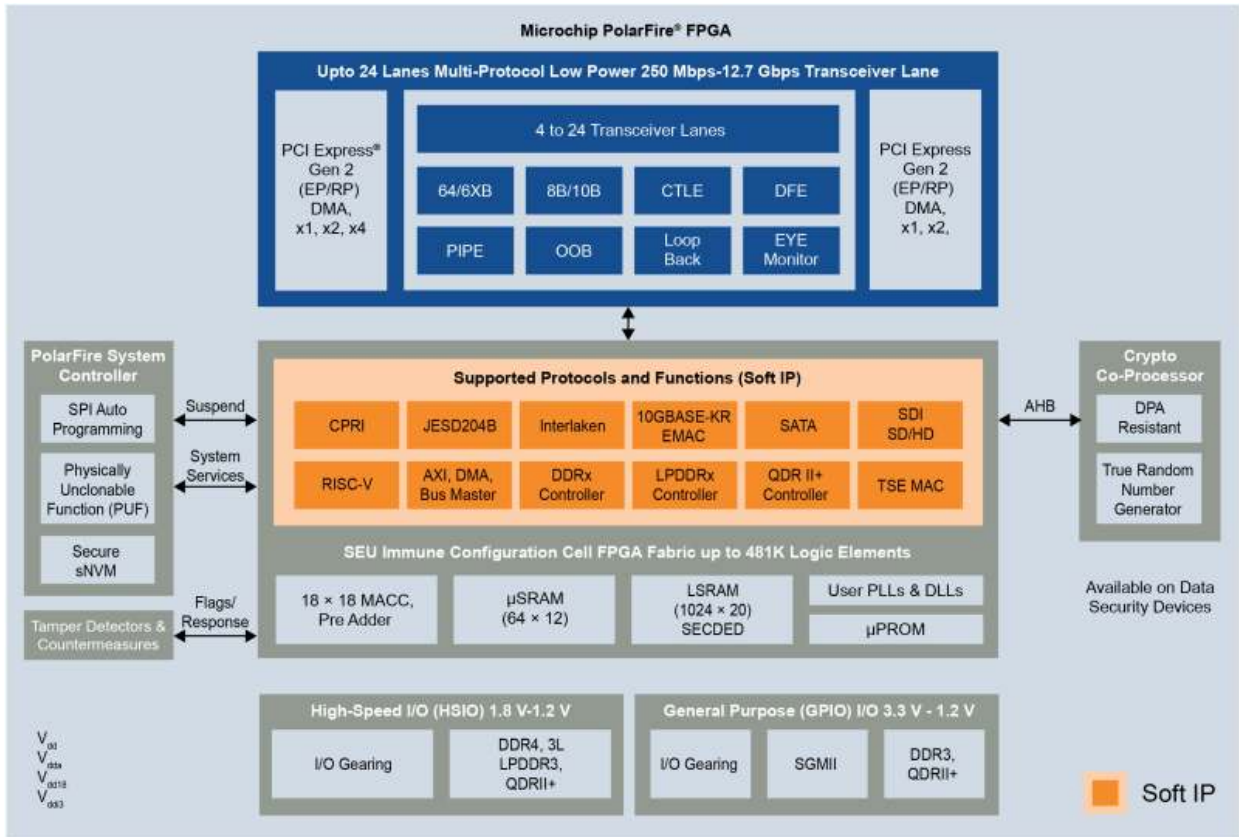 Microchip PolarFire® FPGA
Upto 24 Lanes Multi-Protocol Low Power 250 Mbps-12.7 Gbps Transceiver Lane
PCI Express®
Gen 2
(EP/RP)
DMA,
x1, x2, x4
4 to 24 Transceiver Lanes
64/6XB
8B/10B
CTLE
DFE
PIPE
OOB
Loop
Back
EYE
Monitor
PCI Express
Gen 2
(EP/RP)
DMA,
x1, x2,
PolarFire System
Controller
SPI Auto
Programming
Physically
Unclonable
Function (PUF)
Secure
sNVM
Tamper Detectors &
Countermeasures
Suspend
System
Services
Flags/
Response
Supported Protocols and Functions (Soft IP)
CPRI
JESD204B
Interlaken
10GBASE-KR
EMAC
SATA
SDI
SD/HD
RISC-V
AXI, DMA,
Bus Master
DDRx
Controller
LPDDRx
Controller
QDR II+
Controller
TSE MAC
SEU Immune Configuration Cell FPGA Fabric up to 481K Logic Elements
18 × 18 MACC,
Pre Adder
µSRAM
(64 × 12)
LSRAM
(1024 × 20)
SECDED
User PLLs & DLLs
µPROM
AHB
Crypto
Co-Processor
DPA
Resistant
True Random
Number
Generator
Available on Data
Security Devices
High-Speed I/O (HSIO) 1.8 V-1.2 V
I/O Gearing
DDR4, 3L
LPDDR3,
QDRII+
General Purpose (GPIO) I/O 3.3 V - 1.2 V
I/O Gearing
SGMII
DDR3,
QDRII+
Vdd
Vdda
Vdd18
Vddi3
Soft IP